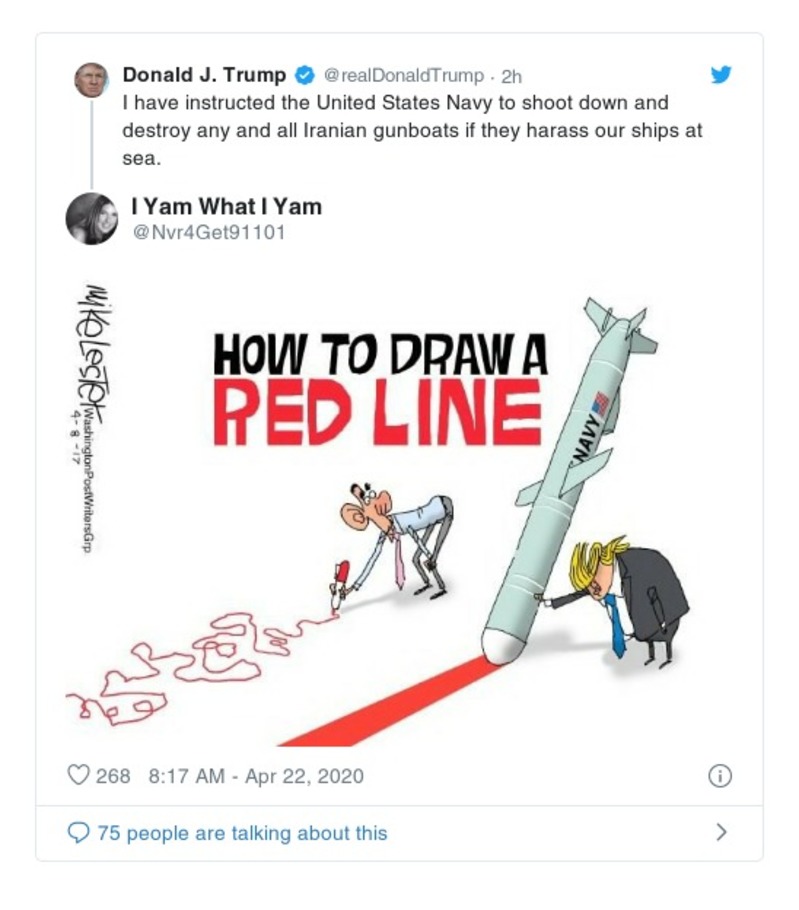 Donald J. Trump @realDonaldTrump · 2h
I have instructed the United States Navy to shoot down and
destroy any and all Iranian gunboats if they harass our ships at
sea.
I Yam What I Yam
@Nvr4Get91101
Mike Lester
WashingtonPostWritersGrp
4-8-17
HOW TO DRAW A
RED LINE
NAVY
268 8:17 AM - Apr 22, 2020
75 people are talking about this